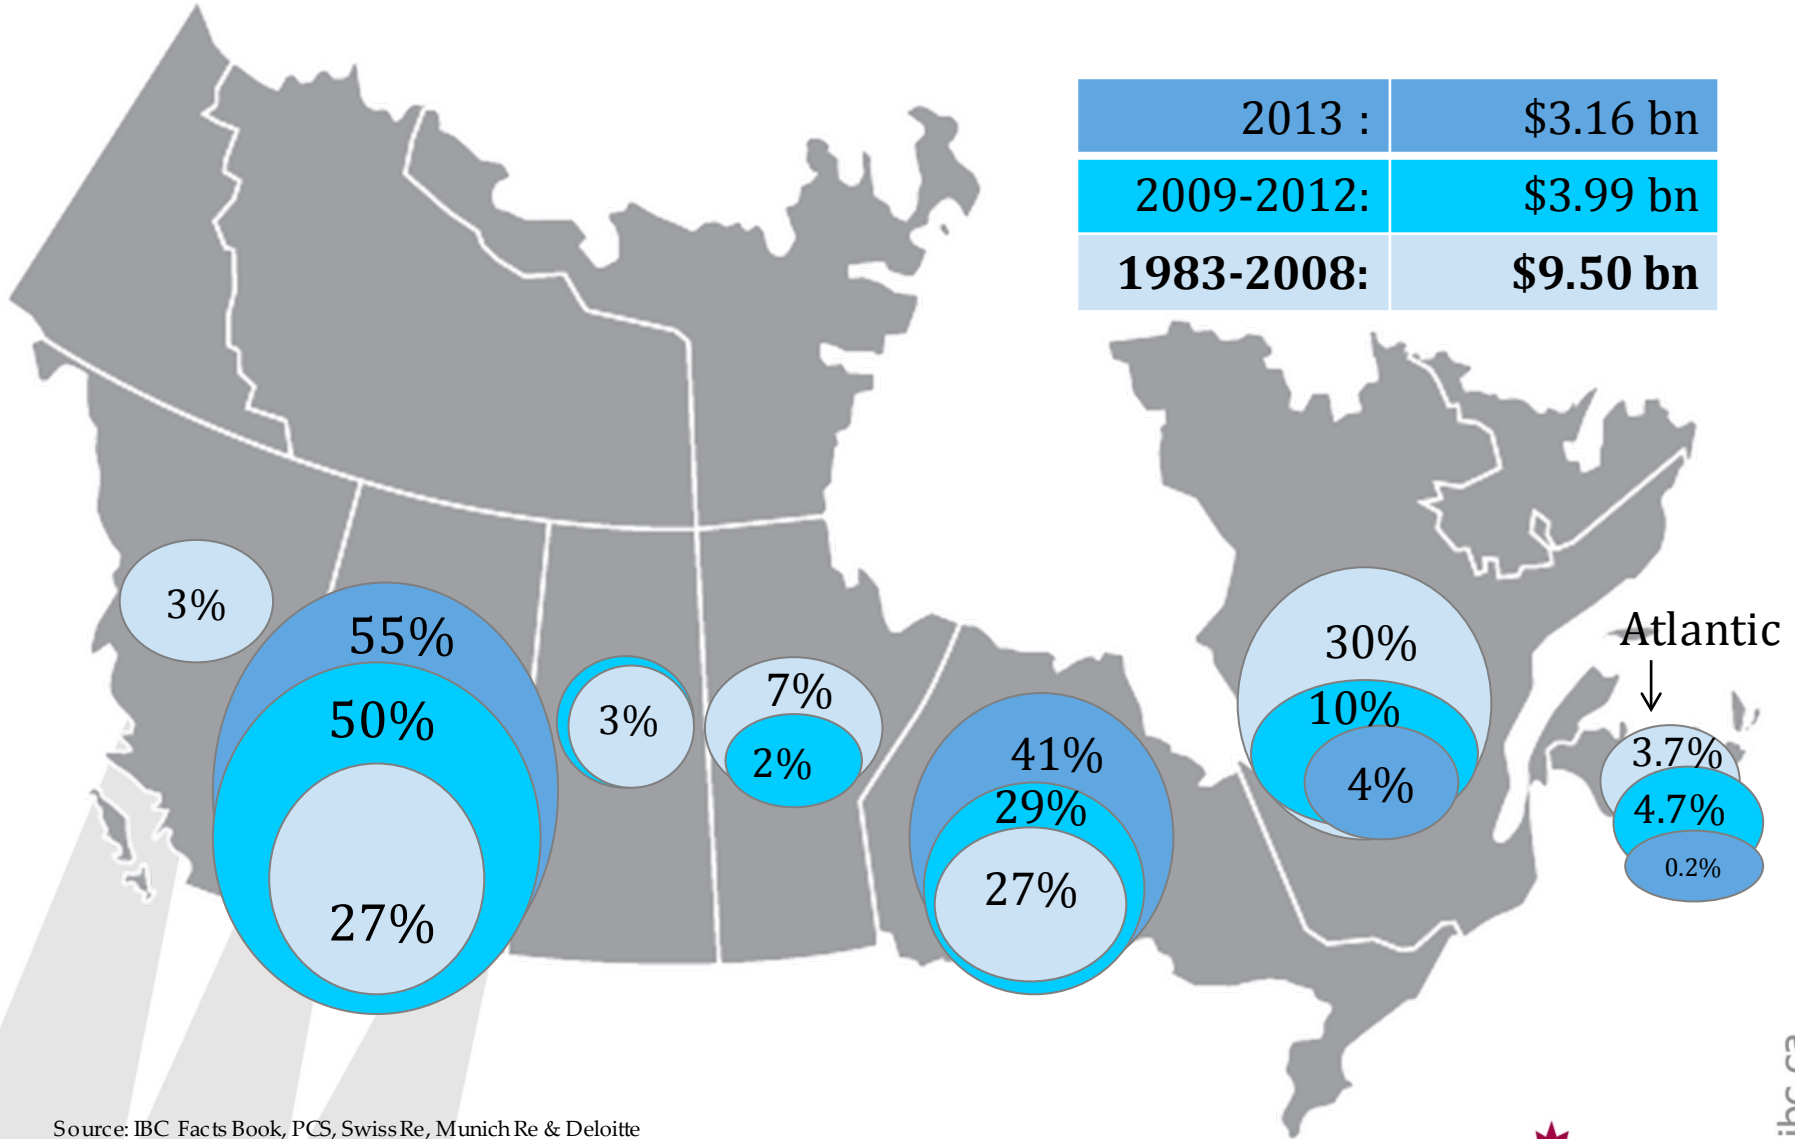 2013 : $3.16 bn
2009-2012: $3.99 bn
1983-2008: $9.50 bn
3%
55%
50%
27%
3%
7%
2%
41%
29%
27%
30%
10%
4%
Atlantic
3.7%
4.7%
0.2%
Source: IBC Facts Book, PCS, Swiss Re, Munich Re & Deloitte
ibc.ca